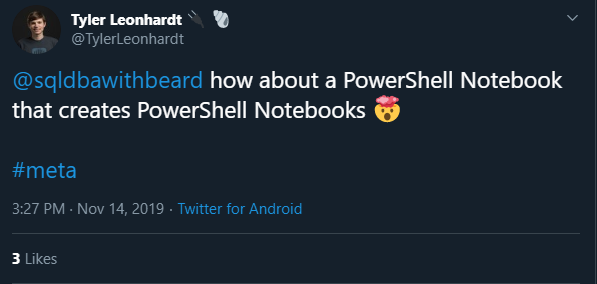 Tyler Leonhardt 🔌 🐚
@TylerLeonhardt
@sqldbawithbeard how about a PowerShell Notebook
that creates PowerShell Notebooks 🤯
#meta
3:27 PM · Nov 14, 2019 · Twitter for Android
3 Likes